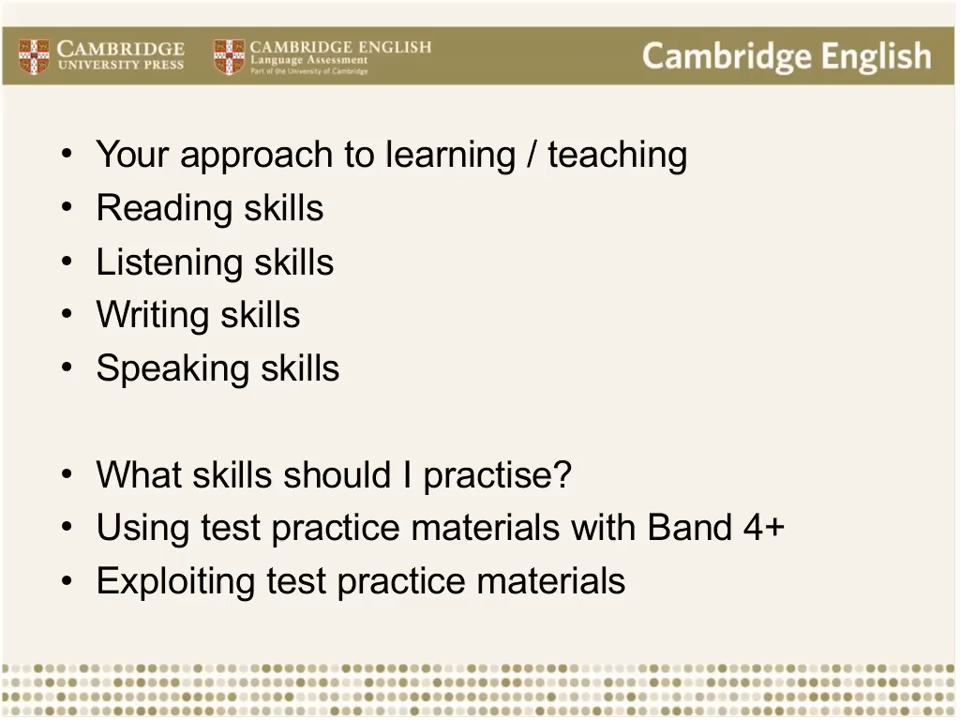 CAMBRIDGE
UNIVERSITY PRESS
CAMBRIDGE ENGLISH
Language Assessment
Part of the University of Cambridge
Cambridge English
• Your approach to learning / teaching
• Reading skills
• Listening skills
• Writing skills
• Speaking skills
• What skills should I practise?
• Using test practice materials with Band 4+
• Exploiting test practice materials